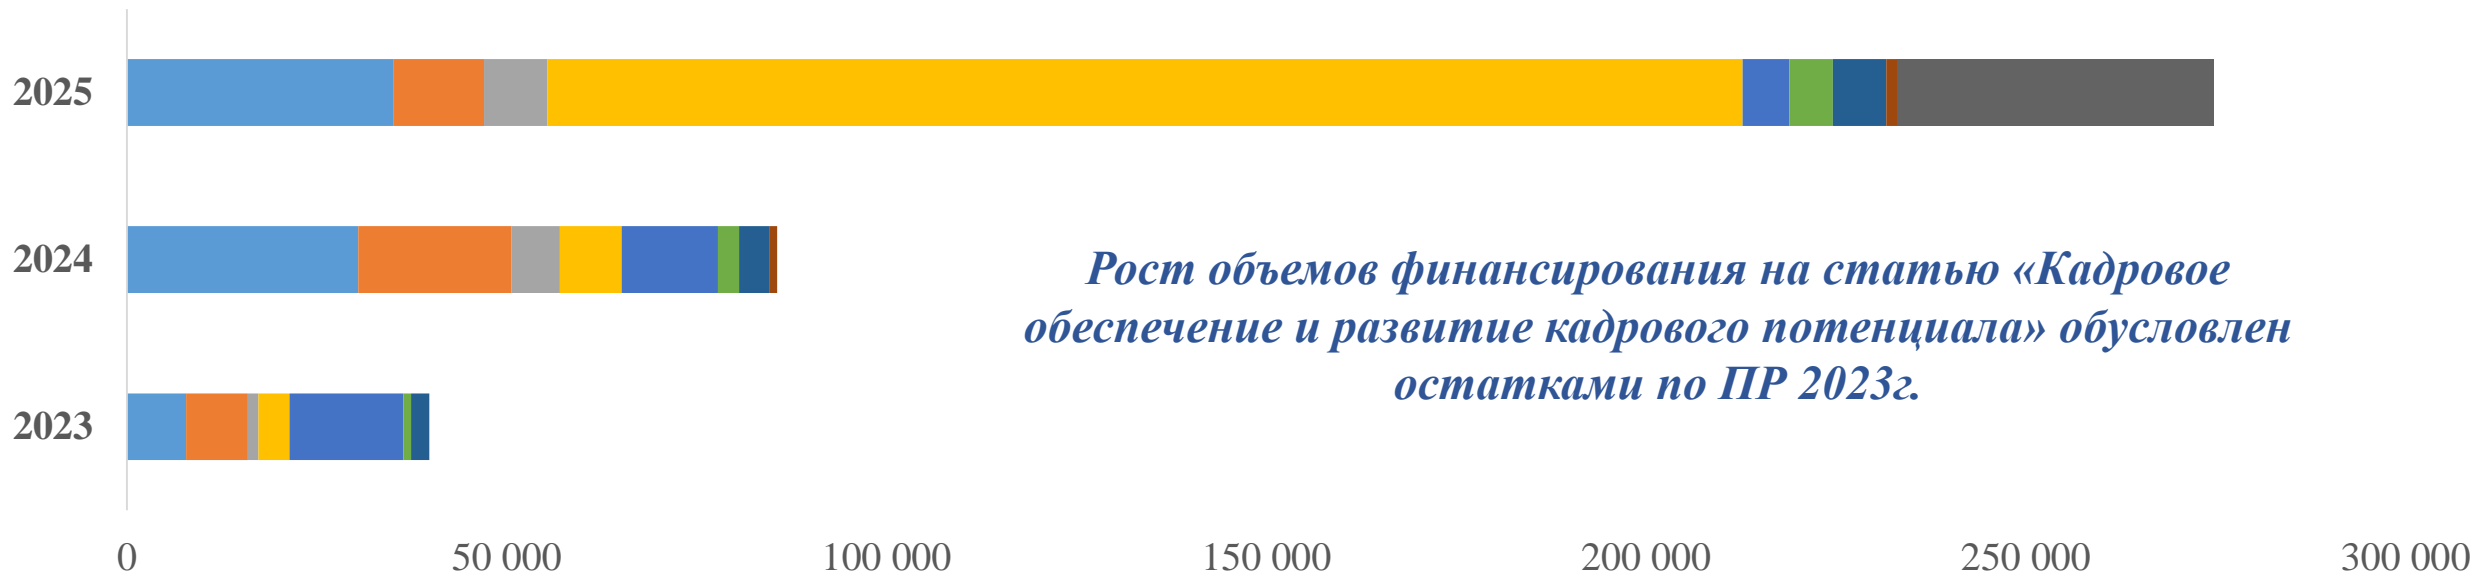 2025
2024
Рост объемов финансирования на статью «Кадровое
обеспечение и развитие кадрового потенциала» обусловлен
остатками по ПР 2023г.
2023
0 50 000 100 000 150 000 200 000 250 000 300 000